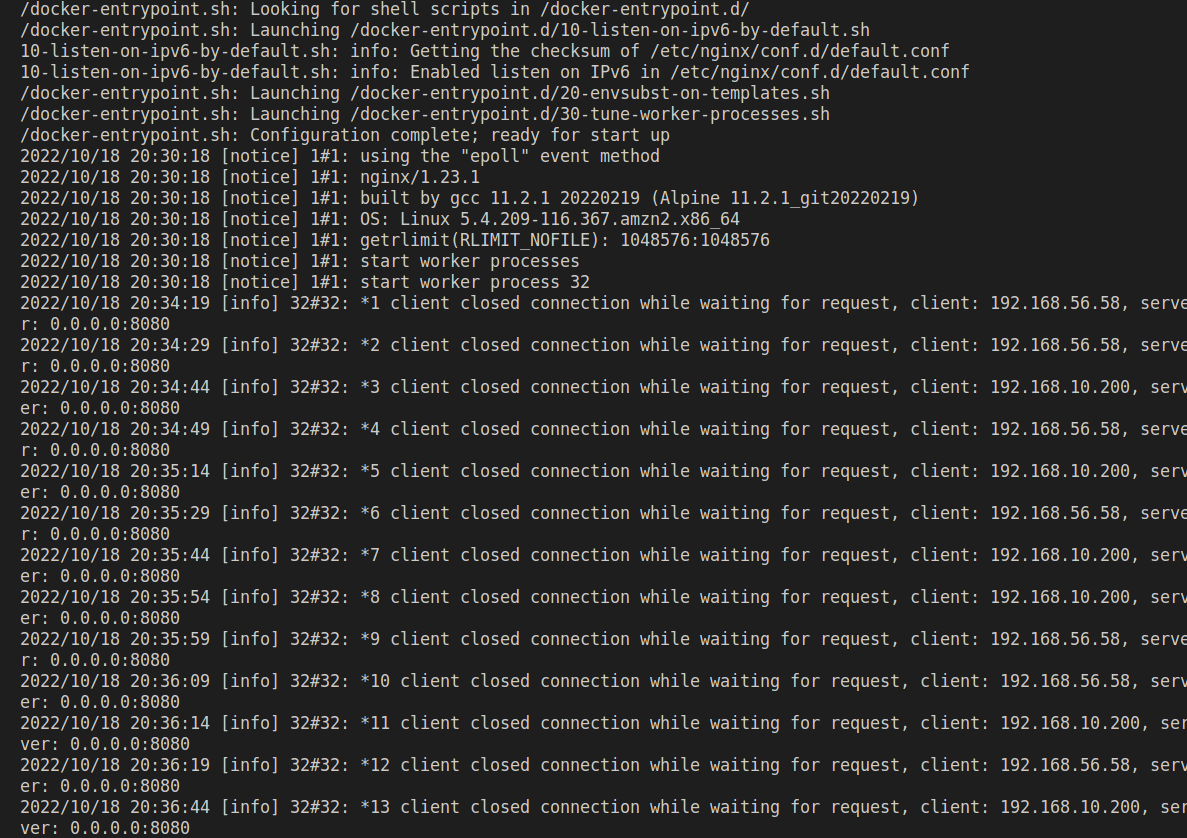 /docker-entrypoint.sh: Looking for shell scripts in /docker-entrypoint.d/
/docker-entrypoint.sh: Launching /docker-entrypoint.d/10-listen-on-ipv6-by-default.sh
10-listen-on-ipv6-by-default.sh: info: Getting the checksum of /etc/nginx/conf.d/default.conf
10-listen-on-ipv6-by-default.sh: info: Enabled listen on IPv6 in /etc/nginx/conf.d/default.conf
/docker-entrypoint.sh: Launching /docker-entrypoint.d/20-envsubst-on-templates.sh
/docker-entrypoint.sh: Launching /docker-entrypoint.d/30-tune-worker-processes.sh
/docker-entrypoint.sh: Configuration complete; ready for start up
2022/10/18 20:30:18 [notice] 1#1: using the "epoll" event method
2022/10/18 20:30:18 [notice] 1#1: nginx/1.23.1
2022/10/18 20:30:18 [notice] 1#1: built by gcc 11.2.1 20220219 (Alpine 11.2.1_git20220219)
2022/10/18 20:30:18 [notice] 1#1: OS: Linux 5.4.209-116.367.amzn2.x86_64
2022/10/18 20:30:18 [notice] 1#1: getrlimit(RLIMIT_NOFILE): 1048576:1048576
2022/10/18 20:30:18 [notice] 1#1: start worker processes
2022/10/18 20:30:18 [notice] 1#1: start worker process 32
2022/10/18 20:34:19 [info] 32#32: *1 client closed connection while waiting for request, client: 192.168.56.58, serve
r: 0.0.0.0:8080
2022/10/18 20:34:29 [info] 32#32: *2 client closed connection while waiting for request, client: 192.168.56.58, serve
r: 0.0.0.0:8080
2022/10/18 20:34:44 [info] 32#32: *3 client closed connection while waiting for request, client: 192.168.10.200, serv
er: 0.0.0.0:8080
2022/10/18 20:34:49 [info] 32#32: *4 client closed connection while waiting for request, client: 192.168.56.58, serve
r: 0.0.0.0:8080
2022/10/18 20:35:14 [info] 32#32: *5 client closed connection while waiting for request, client: 192.168.10.200, serv
er: 0.0.0.0:8080
2022/10/18 20:35:29 [info] 32#32: *6 client closed connection while waiting for request, client: 192.168.56.58, serve
r: 0.0.0.0:8080
2022/10/18 20:35:44 [info] 32#32: *7 client closed connection while waiting for request, client: 192.168.10.200, serv
er: 0.0.0.0:8080
2022/10/18 20:35:54 [info] 32#32: *8 client closed connection while waiting for request, client: 192.168.10.200, serv
er: 0.0.0.0:8080
2022/10/18 20:35:59 [info] 32#32: *9 client closed connection while waiting for request, client: 192.168.56.58, serve
r: 0.0.0.0:8080
2022/10/18 20:36:09 [info] 32#32: *10 client closed connection while waiting for request, client: 192.168.56.58, serv
er: 0.0.0.0:8080
2022/10/18 20:36:14 [info] 32#32: *11 client closed connection while waiting for request, client: 192.168.10.200, ser
ver: 0.0.0.0:8080
2022/10/18 20:36:19 [info] 32#32: *12 client closed connection while waiting for request, client: 192.168.56.58, serv
er: 0.0.0.0:8080
2022/10/18 20:36:44 [info] 32#32: *13 client closed connection while waiting for request, client: 192.168.10.200, ser
ver: 0.0.0.0:8080